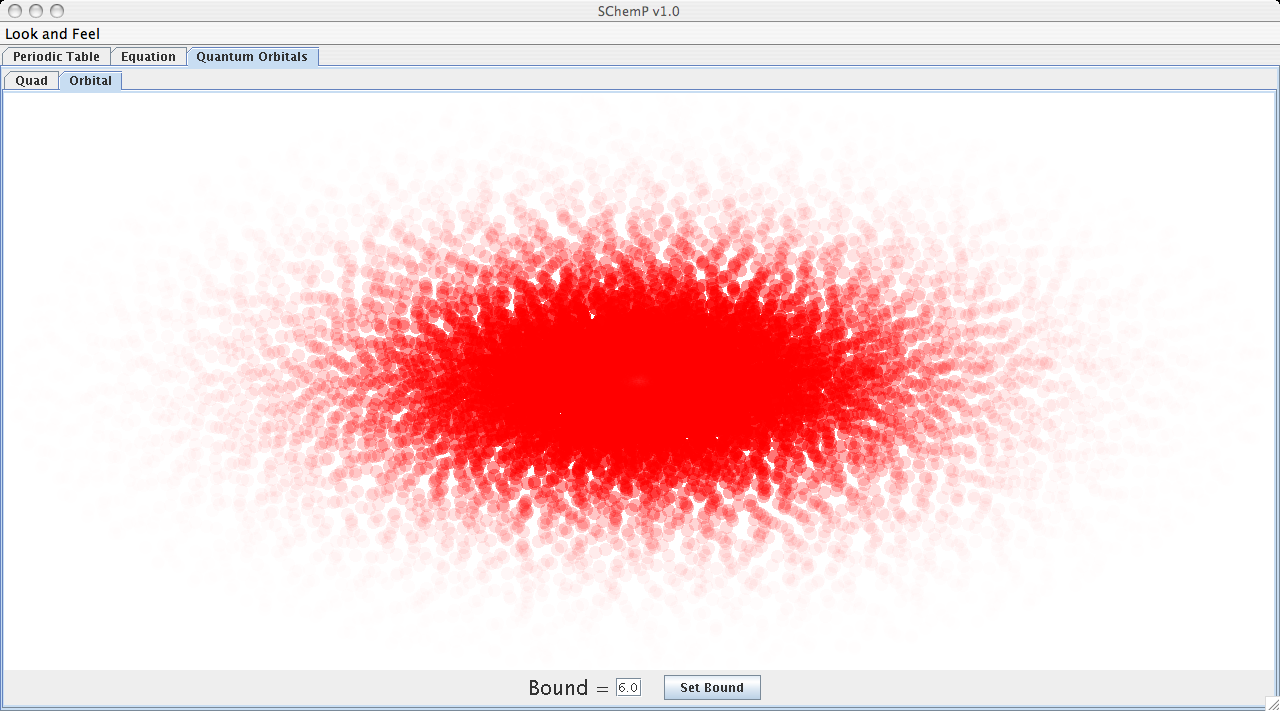 SChemP v1.0
Look and Feel
Periodic Table Equation Quantum Orbitals
Quad Orbital
Bound = 6.0 Set Bound